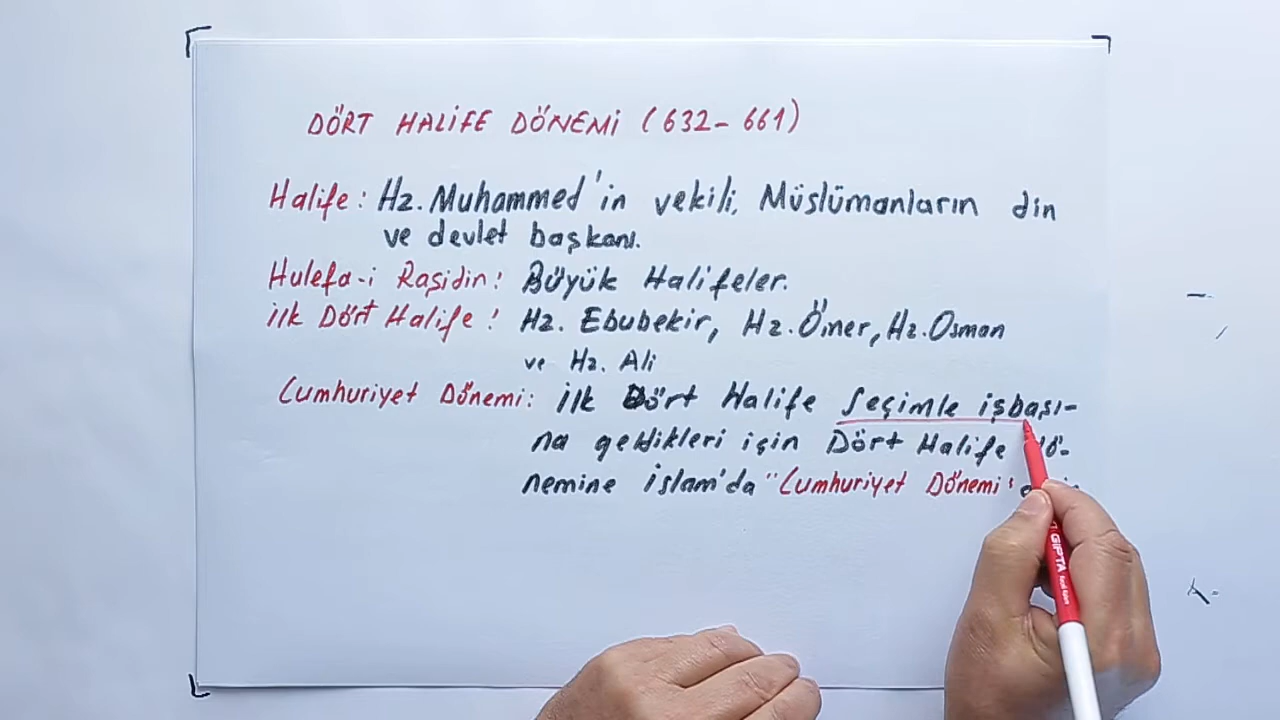 DÖRT HALİFE DÖNEMİ (632-661)
Halife: Hz. Muhammed'in vekili, Müslümanların din
ve devlet başkanı.
Hulefa-i Raşidin: Büyük Halifeler.
İlk Dört Halife: Hz. Ebubekir, Hz. Ömer, Hz. Osman
ve Hz. Ali
Cumhuriyet Dönemi: İlk Dört Halife Seçimle işbaşı-
na geldikleri için Dört Halife
nemine İslam'da "Cumhuriyet Dönemi"
GIPTA